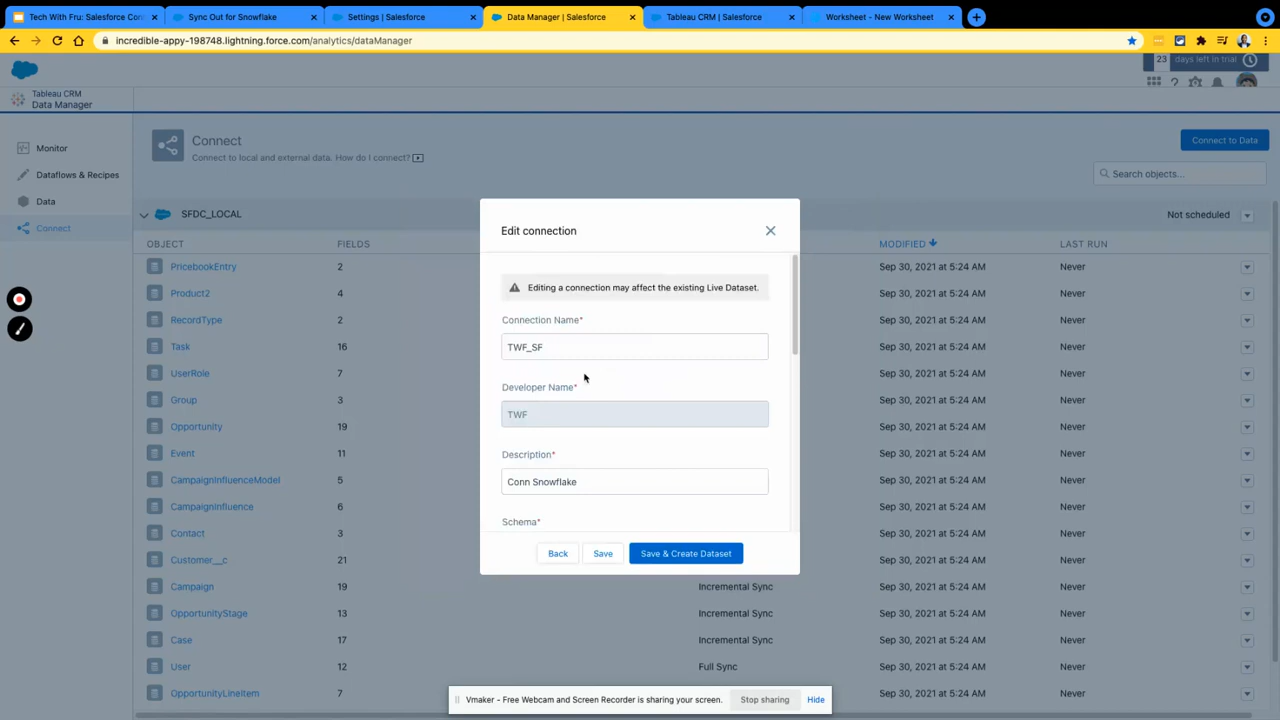 Tech With Fru: Salesforce Con
Sync Out for Snowflake
Settings | Salesforce
Data Manager | Salesforce
Tableau CRM | Salesforce
Worksheet - New Worksheet
incredible-appy-198748.lightning.force.com/analytics/dataManager
23 days left in trial
Tableau CRM
Data Manager
Monitor
Dataflows & Recipes
Data
Connect
Connect
Connect to local and external data. How do I connect?
Connect to Data
Search objects...
SFDC_LOCAL
Not scheduled
OBJECT FIELDS MODIFIED LAST RUN
PricebookEntry 2 Sep 30, 2021 at 5:24 AM Never
Product2 4 Sep 30, 2021 at 5:24 AM Never
RecordType 2 Sep 30, 2021 at 5:24 AM Never
Task 16 Sep 30, 2021 at 5:24 AM Never
UserRole 7 Sep 30, 2021 at 5:24 AM Never
Group 3 Sep 30, 2021 at 5:24 AM Never
Opportunity 19 Sep 30, 2021 at 5:24 AM Never
Event 11 Sep 30, 2021 at 5:24 AM Never
CampaignInfluenceModel 5 Sep 30, 2021 at 5:24 AM Never
CampaignInfluence 6 Sep 30, 2021 at 5:24 AM Never
Contact 3 Sep 30, 2021 at 5:24 AM Never
Customer__c 21 Sep 30, 2021 at 5:24 AM Never
Campaign 19 Incremental Sync Sep 30, 2021 at 5:24 AM Never
OpportunityStage 13 Incremental Sync Sep 30, 2021 at 5:24 AM Never
Case 17 Incremental Sync Sep 30, 2021 at 5:24 AM Never
User 12 Full Sync Sep 30, 2021 at 5:24 AM Never
OpportunityLineItem 7 Sep 30, 2021 at 5:24 AM Never
Edit connection
Editing a connection may affect the existing Live Dataset.
Connection Name*
TWF_SF
Developer Name*
TWF
Description*
Conn Snowflake
Schema*
Back Save Save & Create Dataset
Vmaker - Free Webcam and Screen Recorder is sharing your screen. Stop sharing Hide